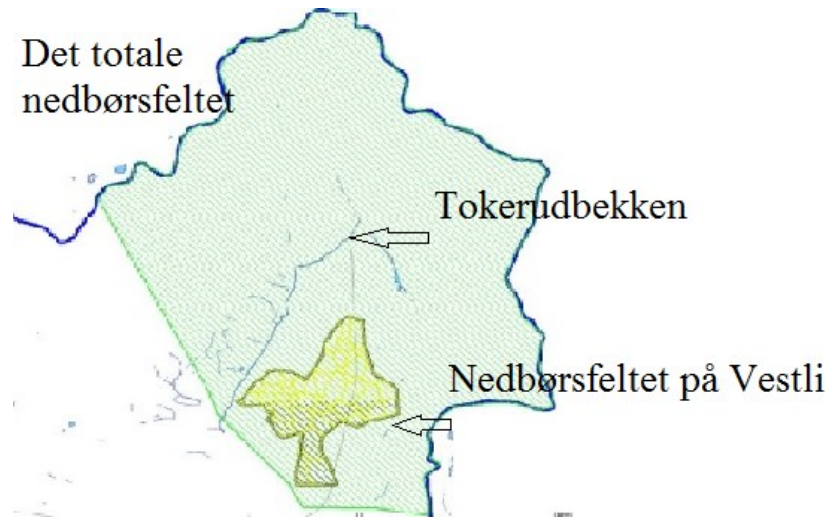 Det totale
nedbørsfeltet
Tokerudbekken
Nedbørsfeltet på Vestli